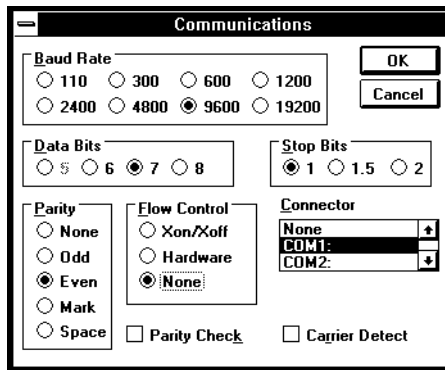 Communications
Baud Rate
110 300 600 1200
2400 4800 9600 19200
OK
Cancel
Data Bits
5 6 7 8
Stop Bits
1 1.5 2
Parity
None
Odd
Even
Mark
Space
Flow Control
Xon/Xoff
Hardware
None
Connector
None
COM1:
COM2:
Parity Check
Carrier Detect